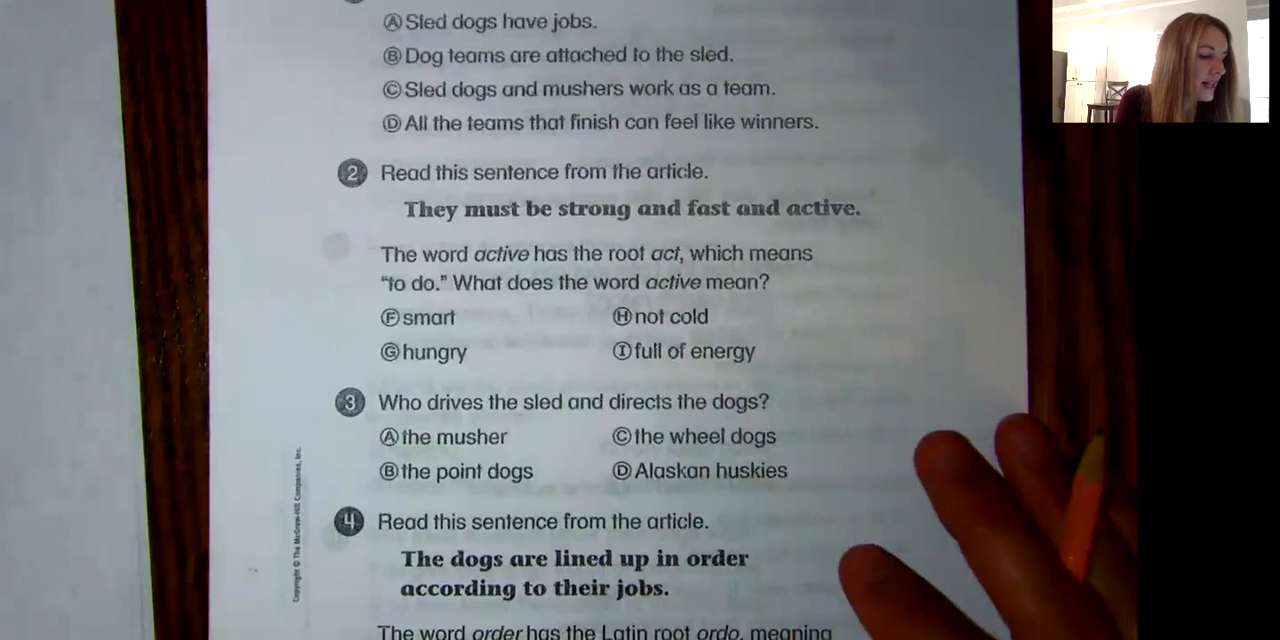 Ⓐ Sled dogs have jobs.
Ⓑ Dog teams are attached to the sled.
Ⓒ Sled dogs and mushers work as a team.
Ⓓ All the teams that finish can feel like winners.
2 Read this sentence from the article.
They must be strong and fast and active.
The word active has the root act, which means
"to do." What does the word active mean?
Ⓕ smart Ⓗ not cold
Ⓖ hungry Ⓘ full of energy
3 Who drives the sled and directs the dogs?
Ⓐ the musher Ⓒ the wheel dogs
Ⓑ the point dogs Ⓓ Alaskan huskies
4 Read this sentence from the article.
The dogs are lined up in order
according to their jobs.
The word order has the Latin root ordo, meaning
Copyright © The McGraw-Hill Companies, Inc.